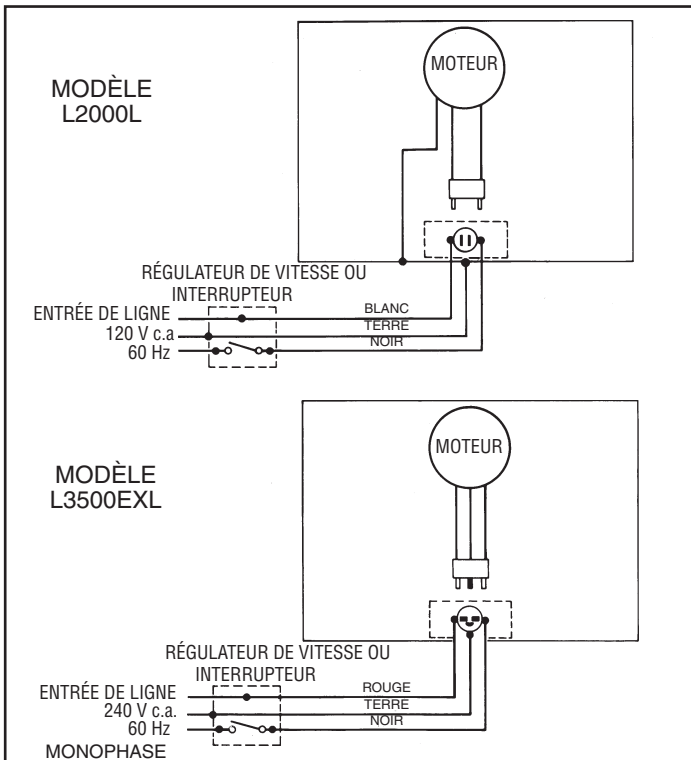 MOTEUR
MODÈLE
L2000L
RÉGULATEUR DE VITESSE OU
INTERRUPTEUR
ENTRÉE DE LIGNE
BLANC
120 V c.a
TERRE
60 Hz
NOIR
MOTEUR
MODÈLE
L3500EXL
RÉGULATEUR DE VITESSE OU
INTERRUPTEUR
ENTRÉE DE LIGNE
ROUGE
240 V c.a.
TERRE
60 Hz
NOIR
MONOPHASE